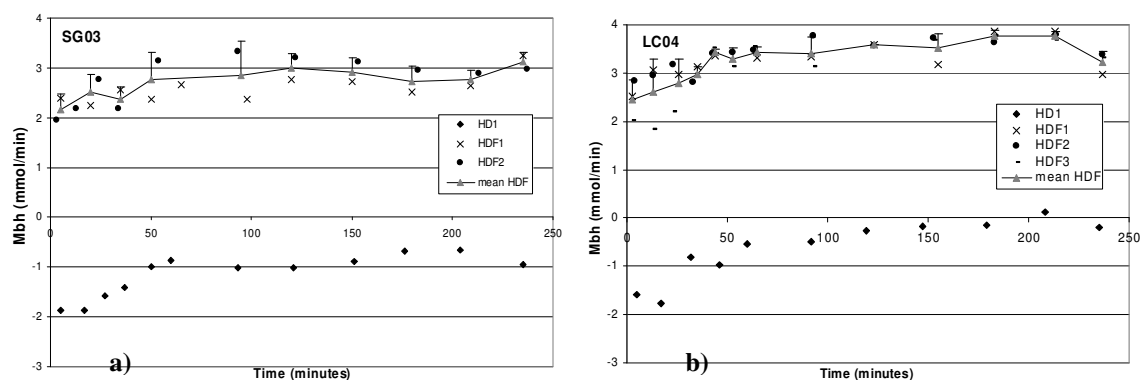 SG03
4
3
2
1
0
-1
-2
-3
0
50
100
150
200
250
Mbh (mmol/min)
Time (minutes)
HD1
HDF1
HDF2
mean HDF
a)
LC04
4
3
2
1
0
-1
-2
-3
0
50
100
150
200
250
Mbh (mmol/min)
Time (minutes)
HD1
HDF1
HDF2
HDF3
mean HDF
b)